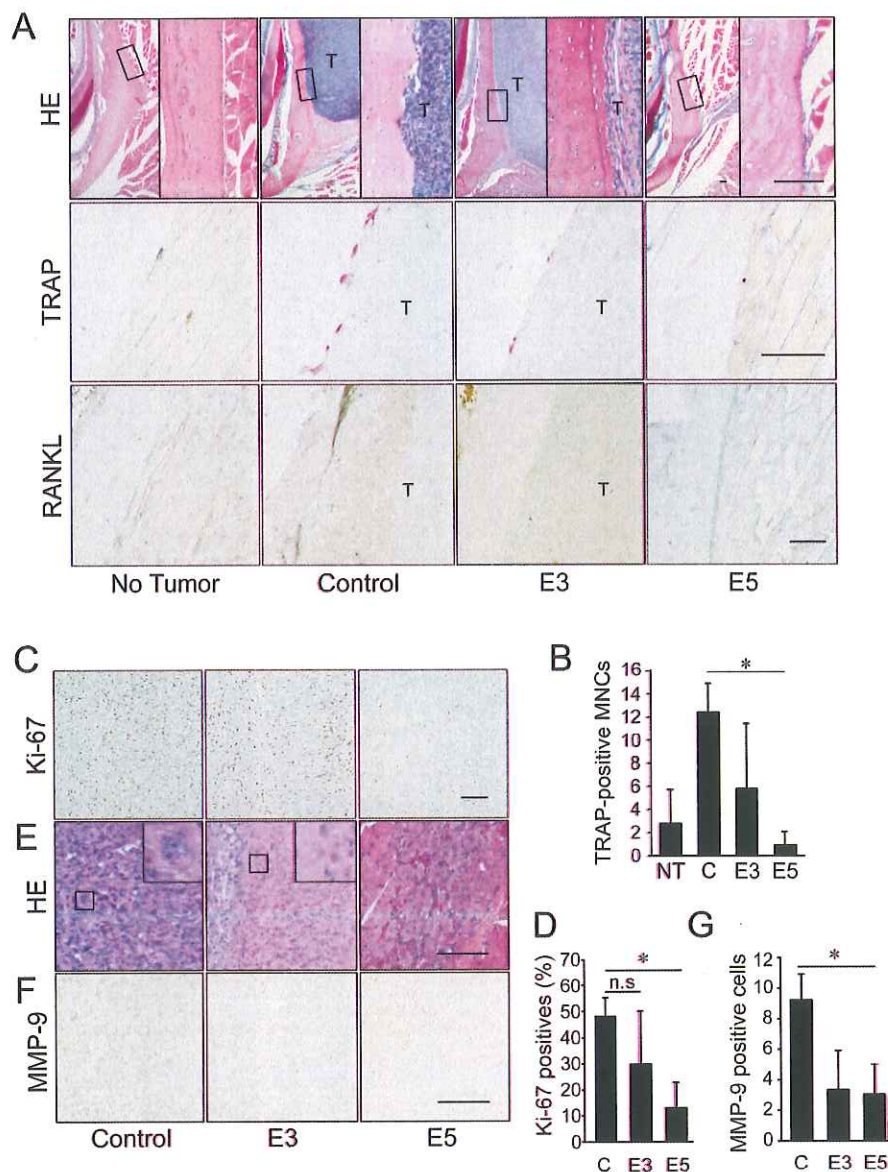 A
HE
T
T
T
T
TRAP
T
T
RANKL
T
T
No Tumor
Control
E3
E5
C
Ki-67
E
HE
F
MMP-9
Control
E3
E5
B
TRAP-positive MNCs
16
14
12
10
8
6
4
2
0
*
NT
C
E3
E5
D
Ki-67 positives (%)
70
60
50
40
30
20
10
0
*
n.s
C
E3
E5
G
MMP-9 positive cells
12
10
8
6
4
2
0
*
C
E3
E5